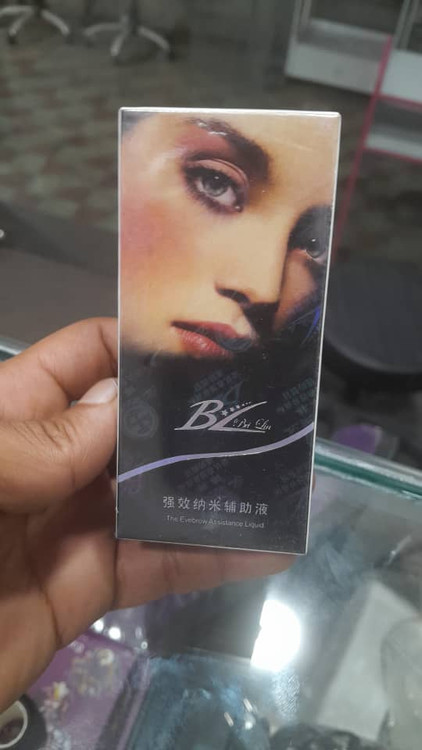 BL Bei Lin
强效纳米辅助液
The Eyebrow Assistance Liquid